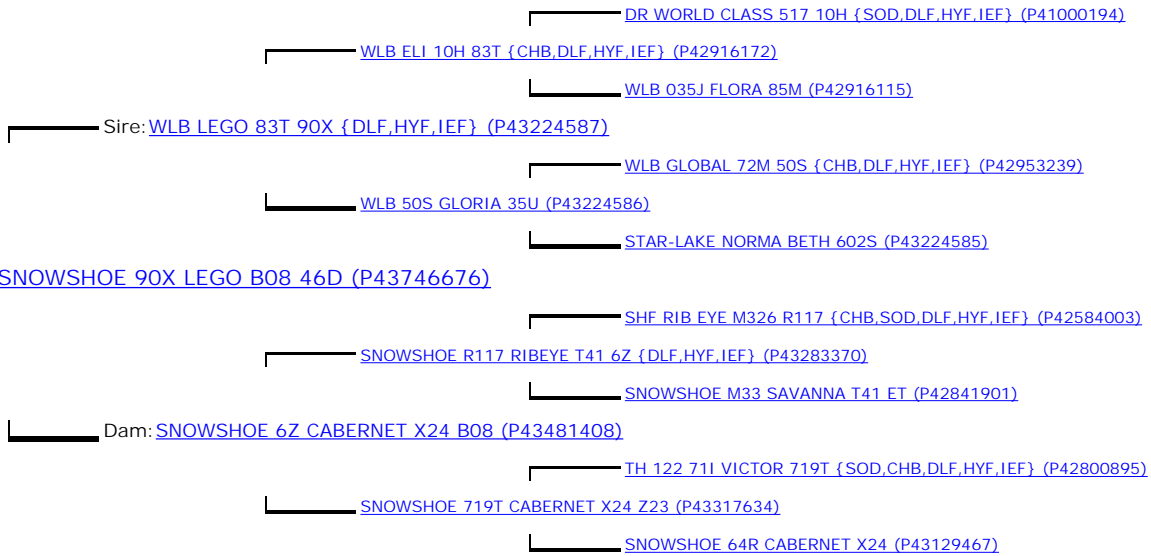 DR WORLD CLASS 517 10H {SOD,DLF,HYF,IEF} (P41000194)
WLB ELI 10H 83T {CHB,DLF,HYF,IEF} (P42916172)
WLB 035J FLORA 85M (P42916115)
Sire: WLB LEGO 83T 90X {DLF,HYF,IEF} (P43224587)
WLB GLOBAL 72M 50S {CHB,DLF,HYF,IEF} (P42953239)
WLB 50S GLORIA 35U (P43224586)
STAR-LAKE NORMA BETH 602S (P43224585)
SNOWSHOE 90X LEGO B08 46D (P43746676)
SHF RIB EYE M326 R117 {CHB,SOD,DLF,HYF,IEF} (P42584003)
SNOWSHOE R117 RIBEYE T41 6Z {DLF,HYF,IEF} (P43283370)
SNOWSHOE M33 SAVANNA T41 ET (P42841901)
Dam: SNOWSHOE 6Z CABERNET X24 B08 (P43481408)
TH 122 71I VICTOR 719T {SOD,CHB,DLF,HYF,IEF} (P42800895)
SNOWSHOE 719T CABERNET X24 Z23 (P43317634)
SNOWSHOE 64R CABERNET X24 (P43129467)